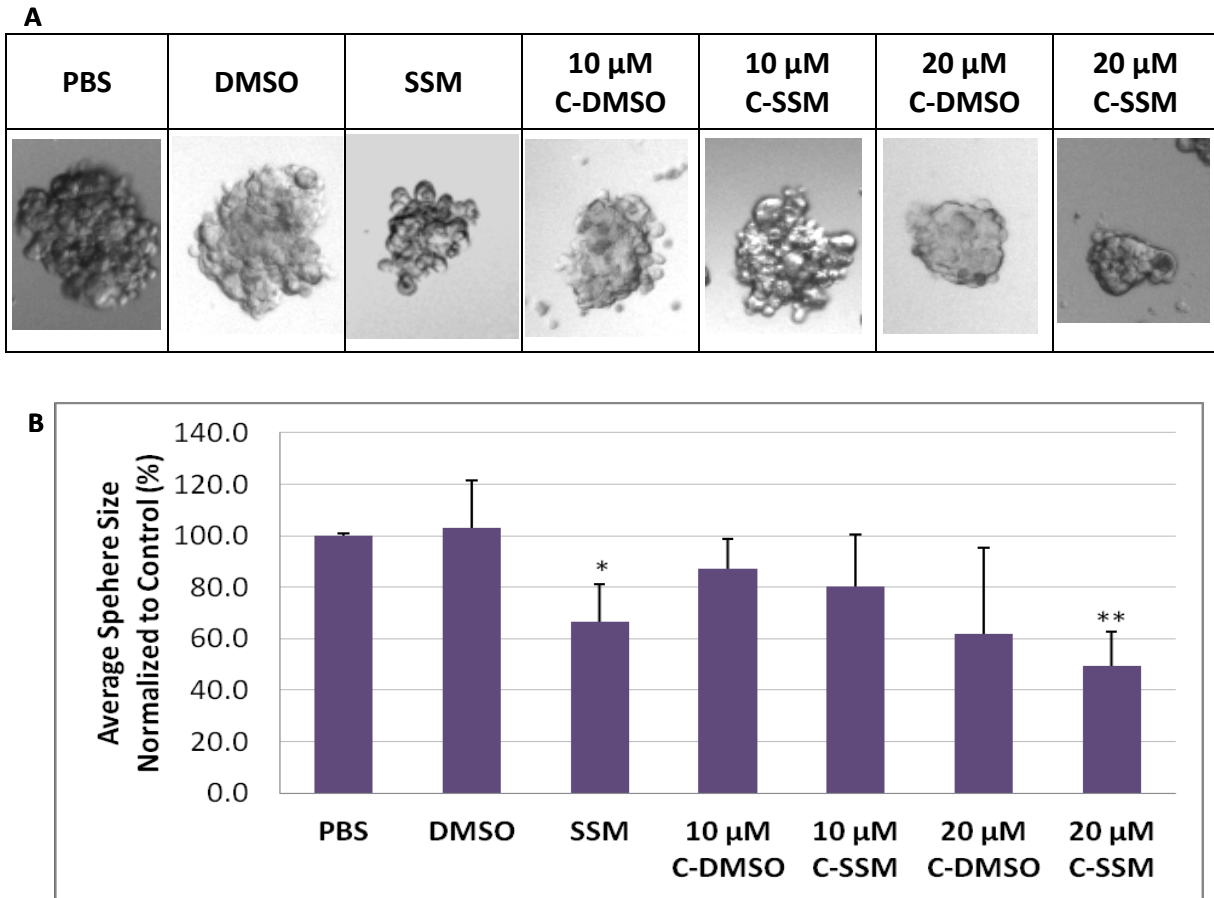 A
PBS
DMSO
SSM
10 µM
C-DMSO
10 µM
C-SSM
20 µM
C-DMSO
20 µM
C-SSM
B
Average Spehere Size
Normalized to Control (%)
140.0
120.0
100.0
80.0
60.0
40.0
20.0
0.0
*
**
PBS
DMSO
SSM
10 µM
C-DMSO
10 µM
C-SSM
20 µM
C-DMSO
20 µM
C-SSM